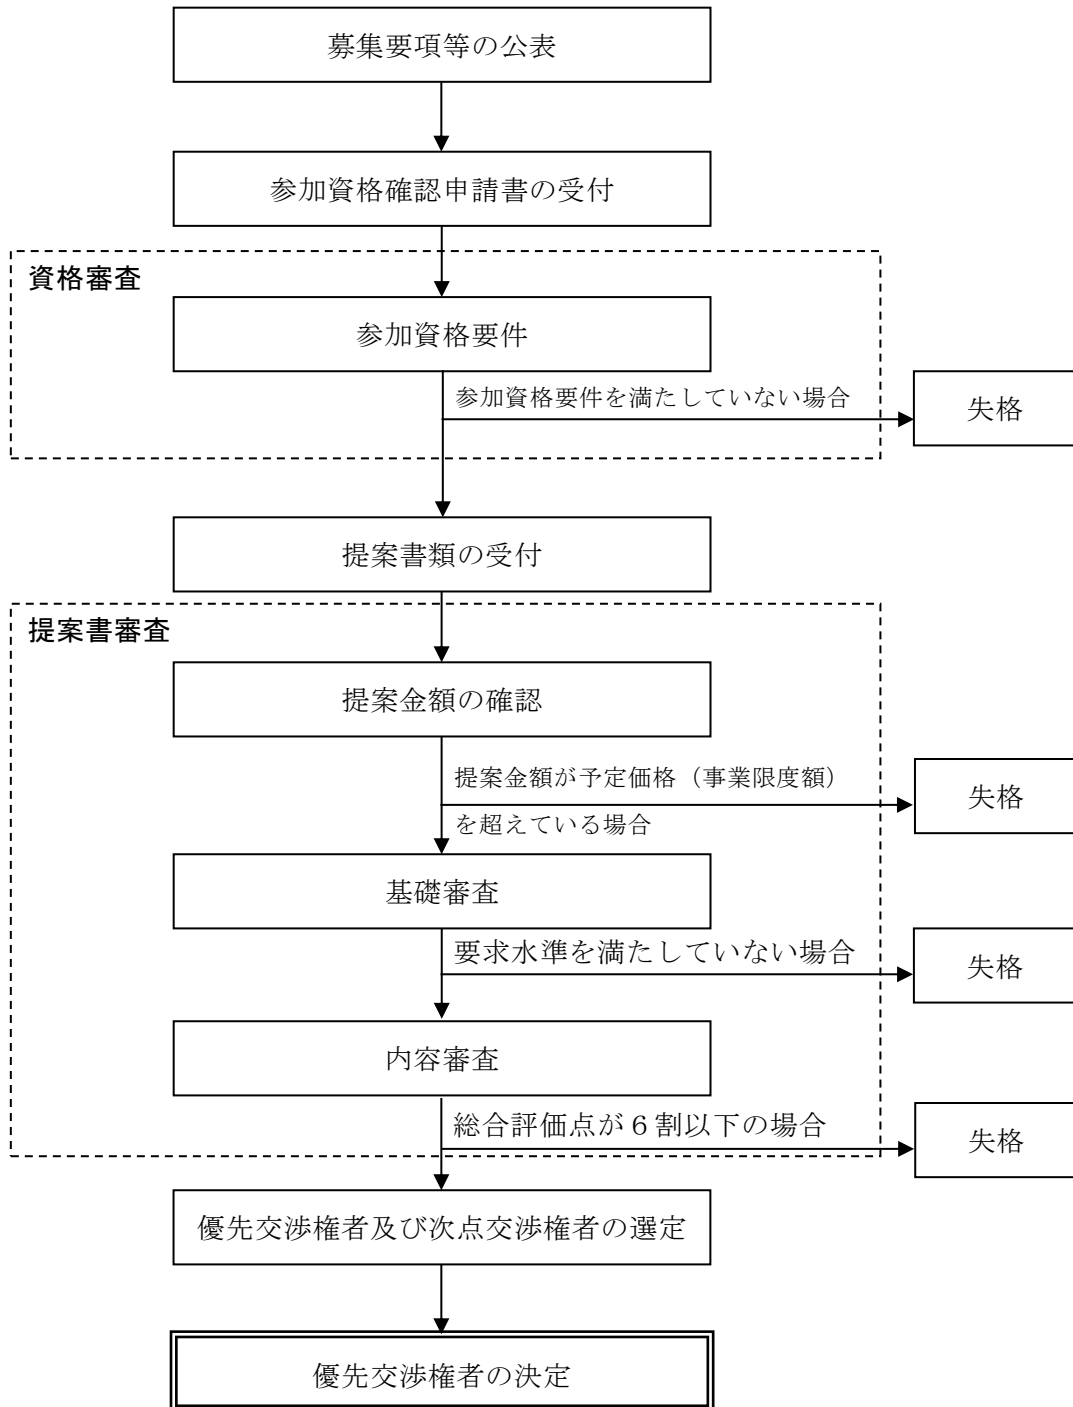 募集要項等の公表
参加資格確認申請書の受付
資格審査
参加資格要件
参加資格要件を満たしていない場合
失格
提案書類の受付
提案書審査
提案金額の確認
提案金額が予定価格（事業限度額）
を超えている場合
失格
基礎審査
要求水準を満たしていない場合
失格
内容審査
総合評価点が６割以下の場合
失格
優先交渉権者及び次点交渉権者の選定
優先交渉権者の決定